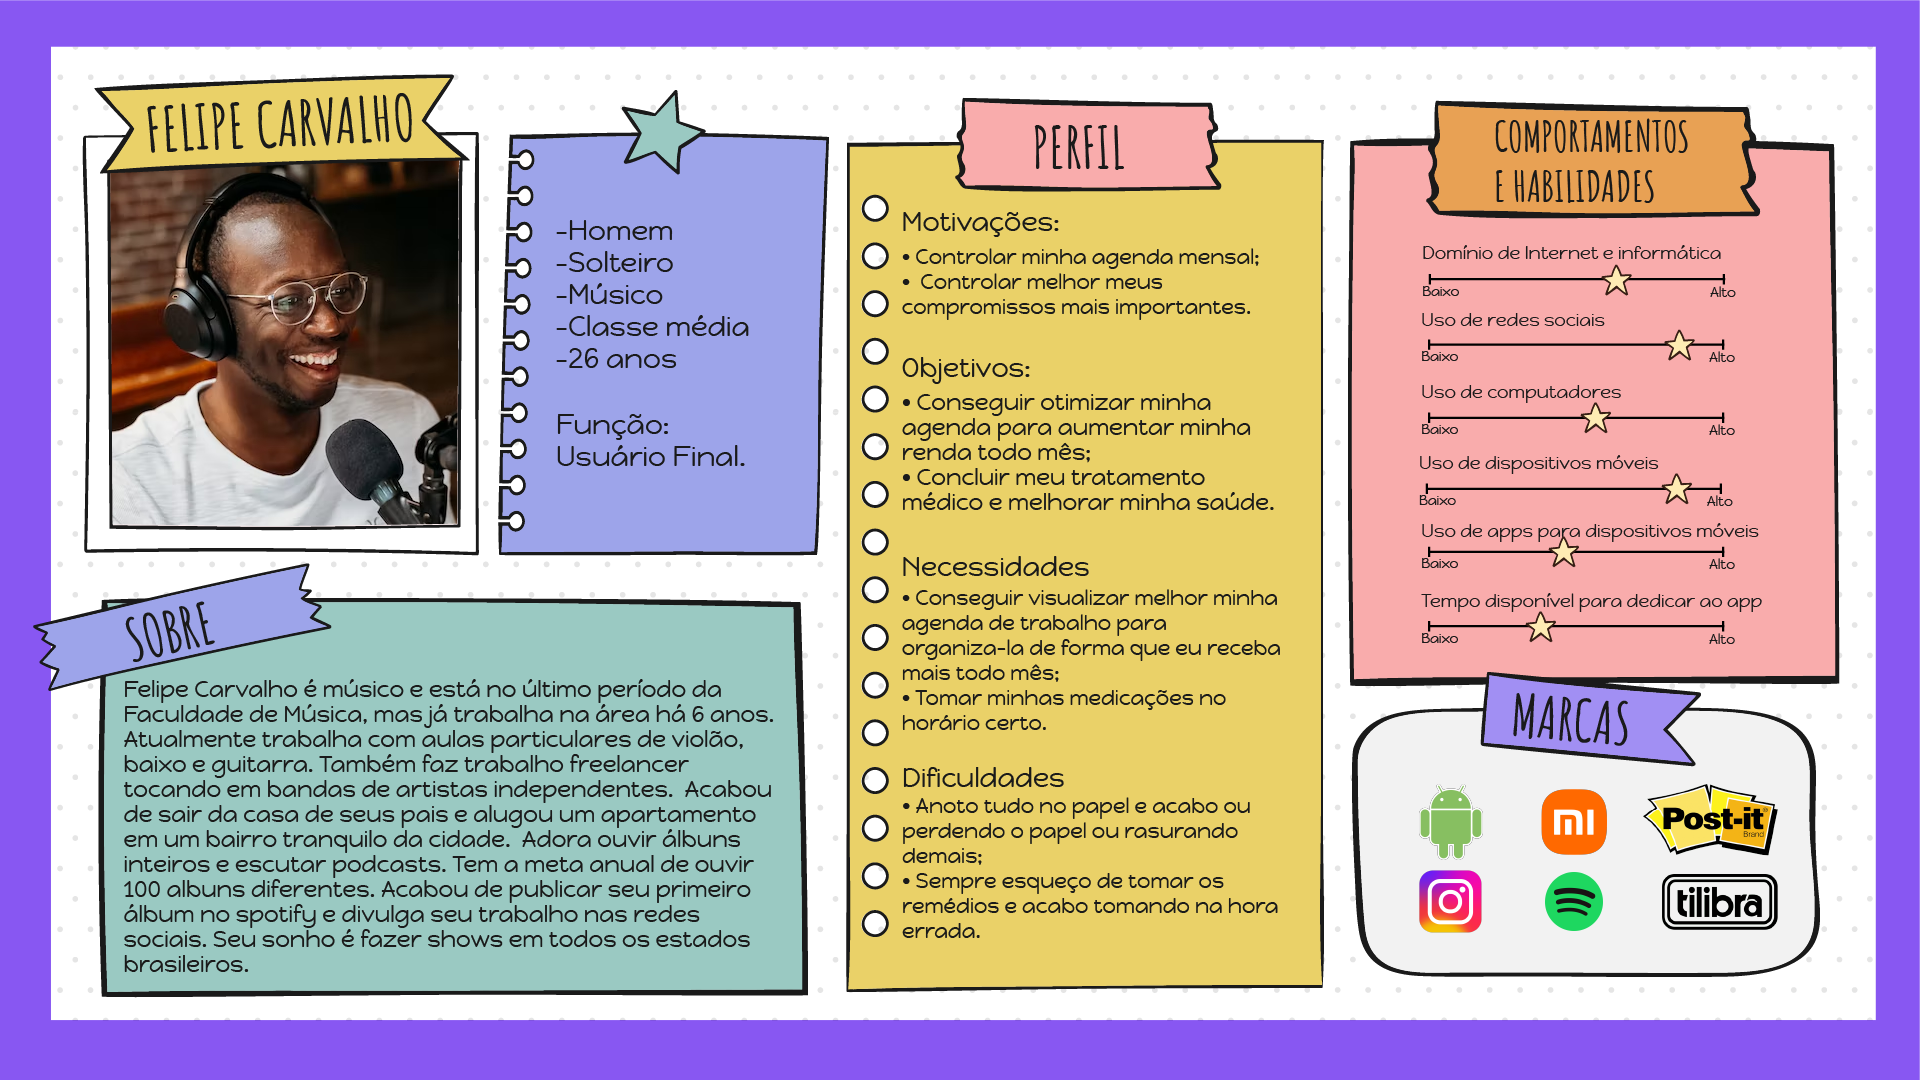 FELIPE CARVALHO
-Homem
-Solteiro
-Músico
-Classe média
-26 anos
Função:
Usuário Final.
SOBRE
Felipe Carvalho é músico e está no último período da
Faculdade de Música, mas já trabalha na área há 6 anos.
Atualmente trabalha com aulas particulares de violão,
baixo e guitarra. Também faz trabalho freelancer
tocando em bandas de artistas independentes. Acabou
de sair da casa de seus pais e alugou um apartamento
em um bairro tranquilo da cidade. Adora ouvir álbuns
inteiros e escutar podcasts. Tem a meta anual de ouvir
100 albuns diferentes. Acabou de publicar seu primeiro
álbum no spotify e divulga seu trabalho nas redes
sociais. Seu sonho é fazer shows em todos os estados
brasileiros.
PERFIL
Motivações:
• Controlar minha agenda mensal;
• Controlar melhor meus
compromissos mais importantes.
Objetivos:
• Conseguir otimizar minha
agenda para aumentar minha
renda todo mês;
• Concluir meu tratamento
médico e melhorar minha saúde.
Necessidades
• Conseguir visualizar melhor minha
agenda de trabalho para
organiza-la de forma que eu receba
mais todo mês;
• Tomar minhas medicações no
horário certo.
Dificuldades
• Anoto tudo no papel e acabo ou
perdendo o papel ou rasurando
demais;
• Sempre esqueço de tomar os
remédios e acabo tomando na hora
errada.
COMPORTAMENTOS
E HABILIDADES
Domínio de Internet e informática
Baixo Alto
Uso de redes sociais
Baixo Alto
Uso de computadores
Baixo Alto
Uso de dispositivos móveis
Baixo Alto
Uso de apps para dispositivos móveis
Baixo Alto
Tempo disponível para dedicar ao app
Baixo Alto
MARCAS
mi Post-it®
Brand
tilibra